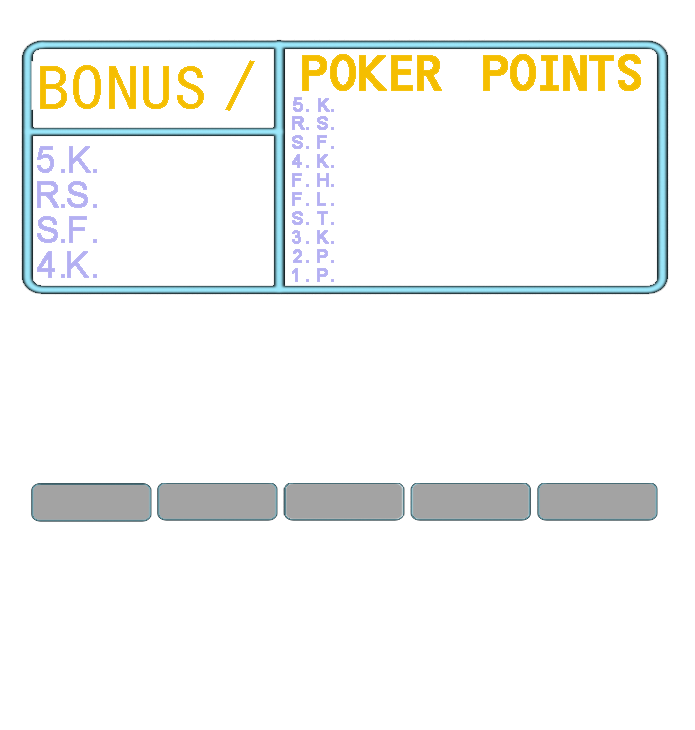 BONUS /
5.K.
R.S.
S.F.
4.K.
POKER POINTS
5. K.
R. S.
S. F.
4. K.
F. H.
F. L.
S. T.
3. K.
2. P.
1. P.